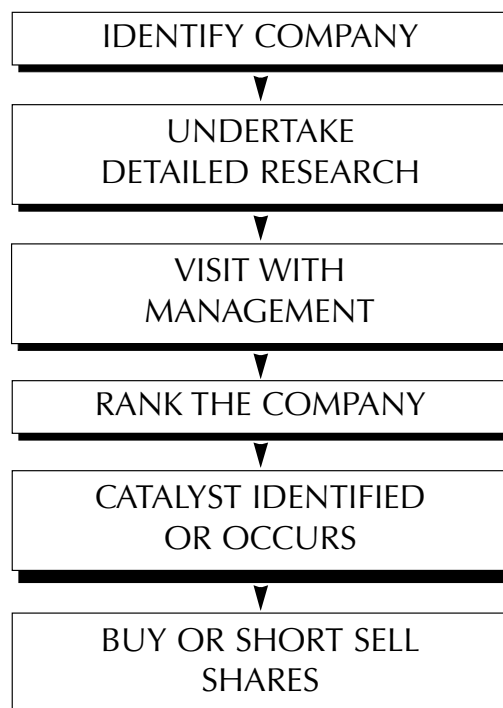 IDENTIFY COMPANY
UNDERTAKE
DETAILED RESEARCH
VISIT WITH
MANAGEMENT
RANK THE COMPANY
CATALYST IDENTIFIED
OR OCCURS
BUY OR SHORT SELL
SHARES